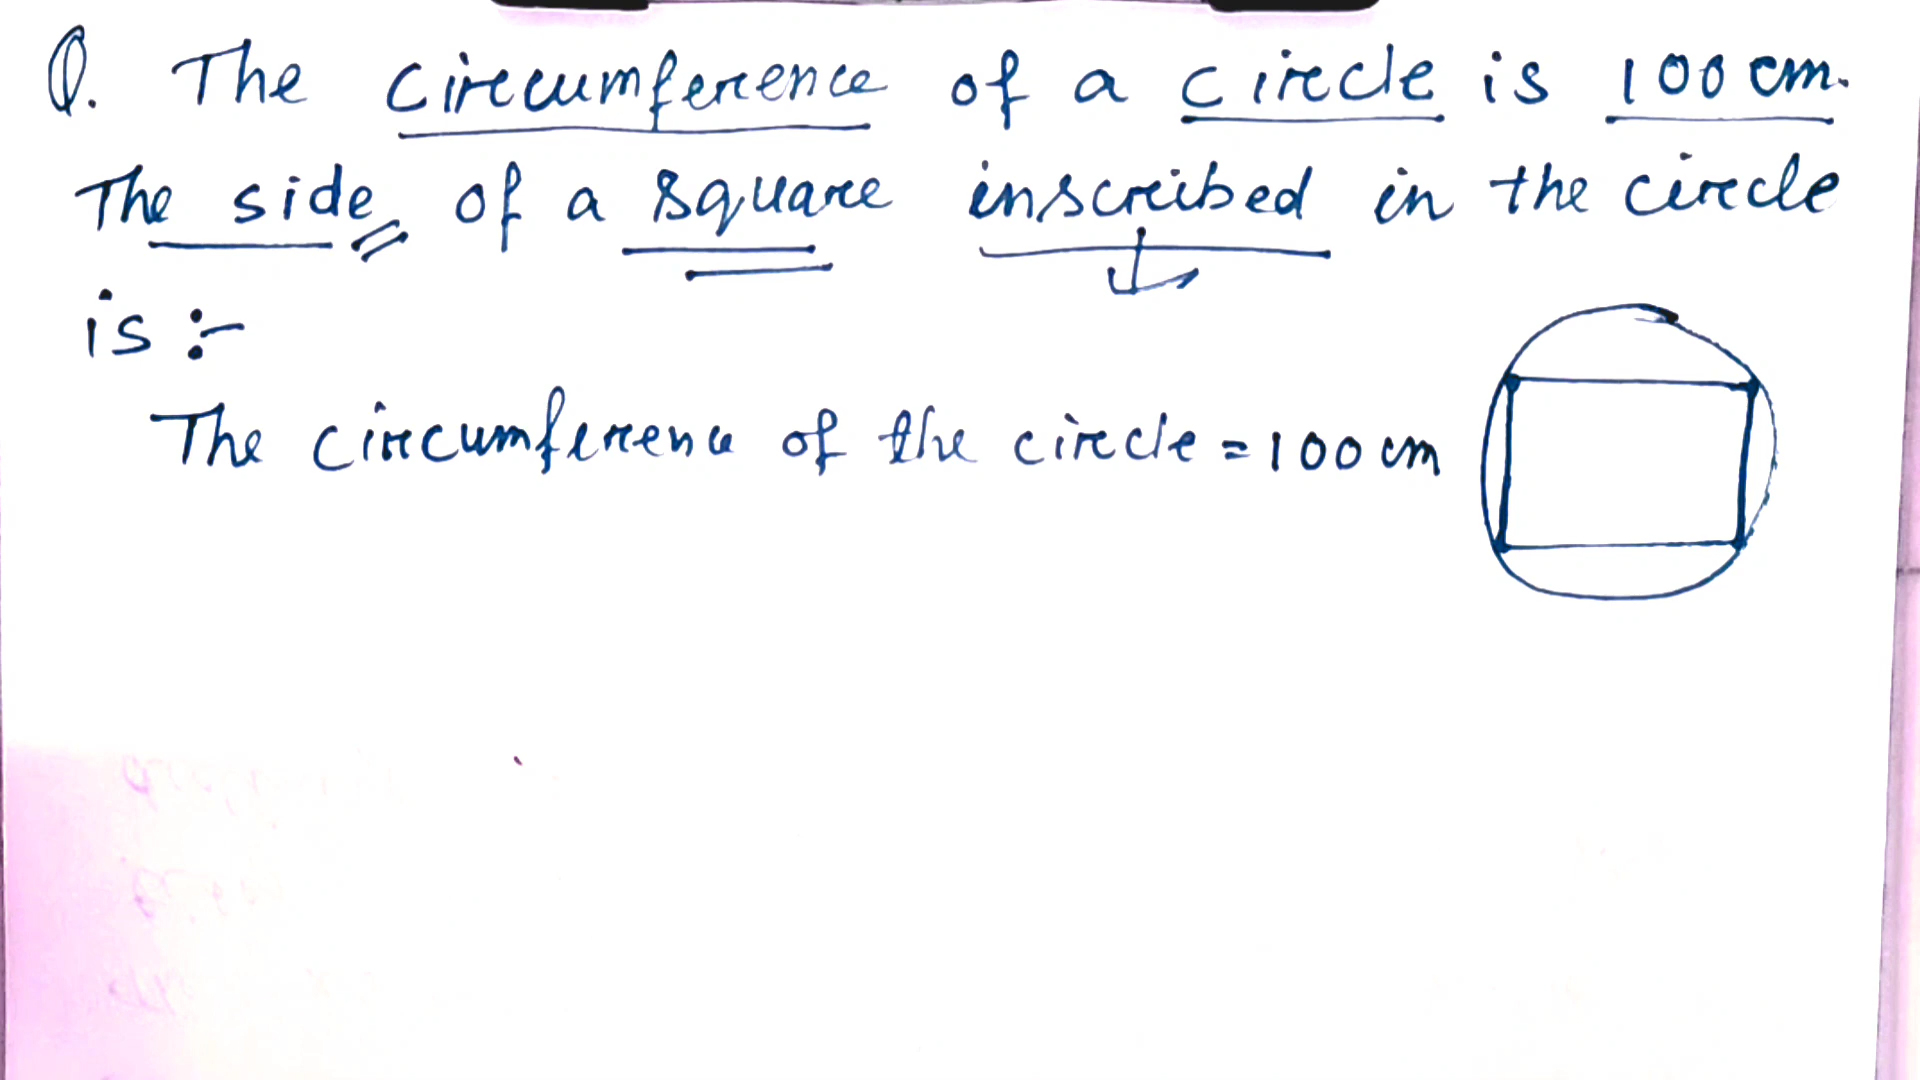 Q. The circumference of a circle is 100 cm.
The side of a square inscribed in the circle
is :-
The circumference of the circle = 100 cm